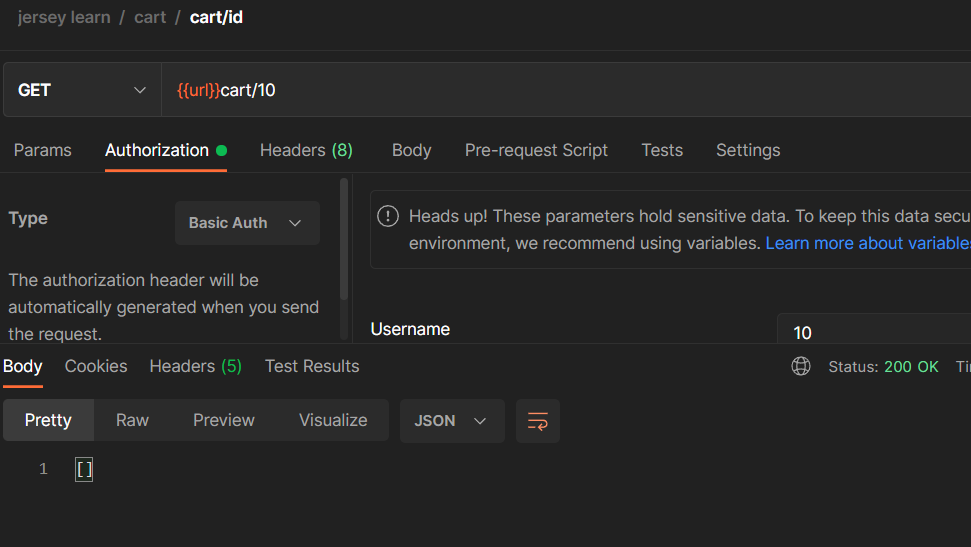 jersey learn / cart / cart/id
GET {{url}}cart/10
Params Authorization Headers (8) Body Pre-request Script Tests Settings
Type
Basic Auth
The authorization header will be
automatically generated when you send
the request.
Heads up! These parameters hold sensitive data. To keep this data secu
environment, we recommend using variables. Learn more about variables
Username
10
Body Cookies Headers (5) Test Results
Status: 200 OK Ti
Pretty Raw Preview Visualize JSON
1 []